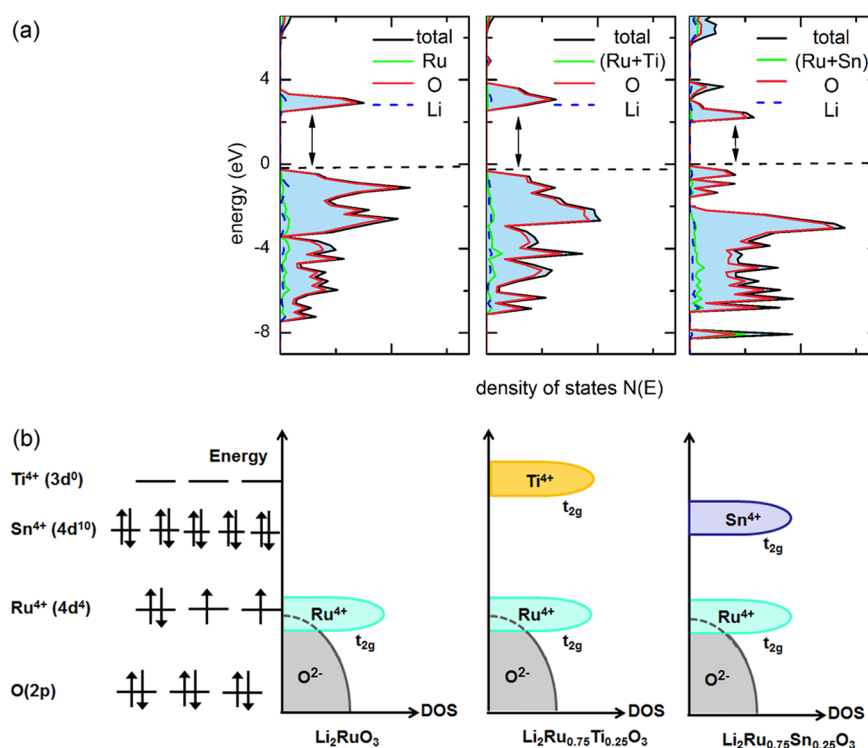 (a)
total
Ru
O
Li
total
(Ru+Ti)
O
Li
total
(Ru+Sn)
O
Li
energy (eV)
4
0
-4
-8
density of states N(E)
(b)
Energy
Ti⁴⁺ (3d⁰)
Sn⁴⁺ (4d¹⁰)
Ru⁴⁺ (4d⁴)
O(2p)
Ru⁴⁺
t₂g
O²⁻
DOS
Li₂RuO₃
Ti⁴⁺
t₂g
Ru⁴⁺
t₂g
O²⁻
DOS
Li₂Ru₀.₇₅Ti₀.₂₅O₃
Sn⁴⁺
t₂g
Ru⁴⁺
t₂g
O²⁻
DOS
Li₂Ru₀.₇₅Sn₀.₂₅O₃